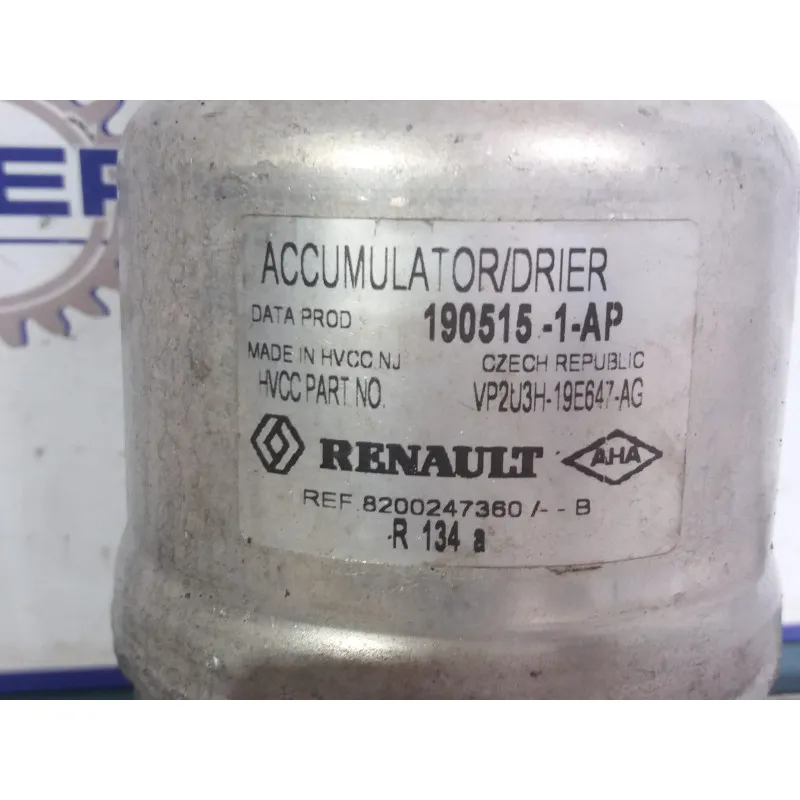 ACCUMULATOR/DRIER
DATA PROD 190515-1-AP
MADE IN HVCC NJ CZECH REPUBLIC
HVCC PART NO. VP2U3H-19E647-AG
RENAULT AHA
REF.8200247360/--B
R 134 a